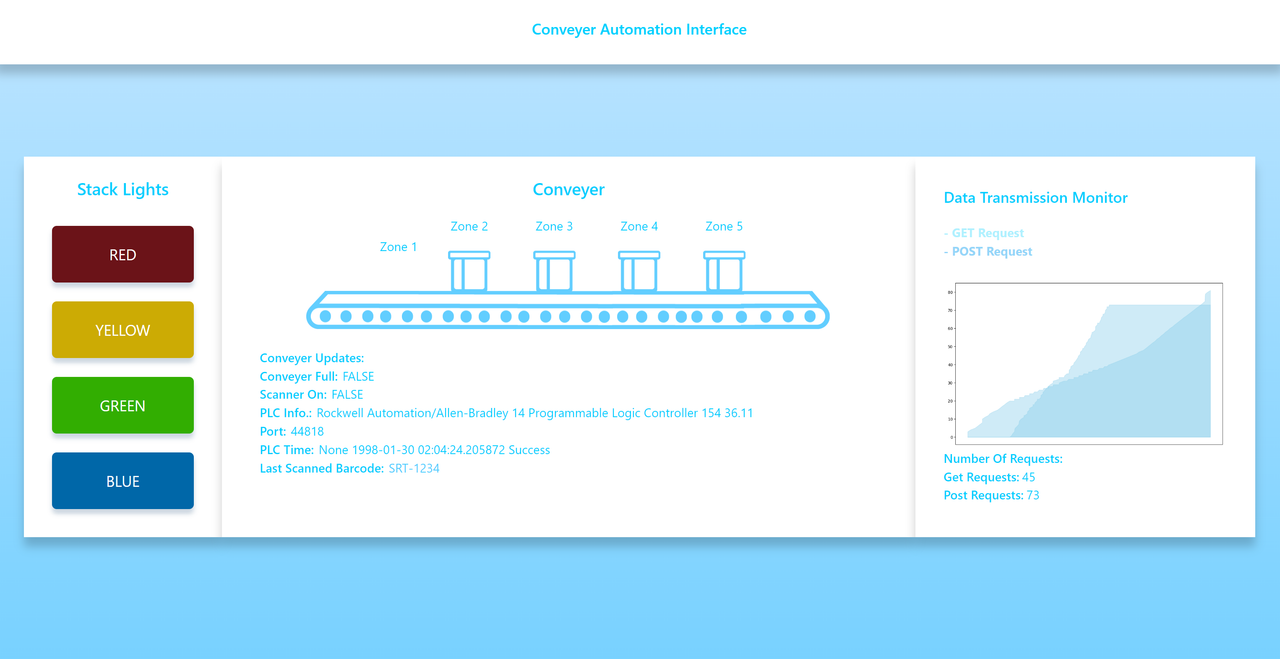 Conveyer Automation Interface
Stack Lights
RED
YELLOW
GREEN
BLUE
Conveyer
Zone 1
Zone 2
Zone 3
Zone 4
Zone 5
Conveyer Updates:
Conveyer Full: FALSE
Scanner On: FALSE
PLC Info.: Rockwell Automation/Allen-Bradley 14 Programmable Logic Controller 154 36.11
Port: 44818
PLC Time: None 1998-01-30 02:04:24.205872 Success
Last Scanned Barcode: SRT-1234
Data Transmission Monitor
- GET Request
- POST Request
80
70
60
50
40
30
20
10
0
Number Of Requests:
Get Requests: 45
Post Requests: 73